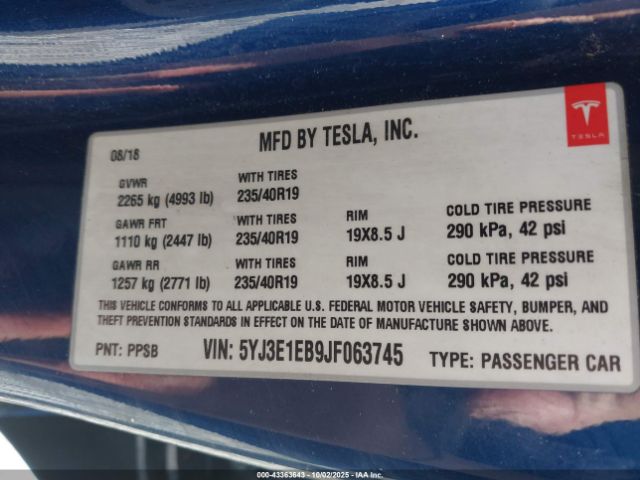 08/18
MFD BY TESLA, INC.
TESLA
GVWR
2265 kg (4993 lb)
WITH TIRES
235/40R19
GAWR FRT
1110 kg (2447 lb)
WITH TIRES
235/40R19
RIM
19X8.5 J
COLD TIRE PRESSURE
290 kPa, 42 psi
GAWR RR
1257 kg (2771 lb)
WITH TIRES
235/40R19
RIM
19X8.5 J
COLD TIRE PRESSURE
290 kPa, 42 psi
THIS VEHICLE CONFORMS TO ALL APPLICABLE U.S. FEDERAL MOTOR VEHICLE SAFETY, BUMPER, AND
THEFT PREVENTION STANDARDS IN EFFECT ON THE DATE OF MANUFACTURE SHOWN ABOVE.
PNT: PPSB
VIN: 5YJ3E1EB9JF063745
TYPE: PASSENGER CAR
000-43363643 - 10/02/2025 - IAA Inc.